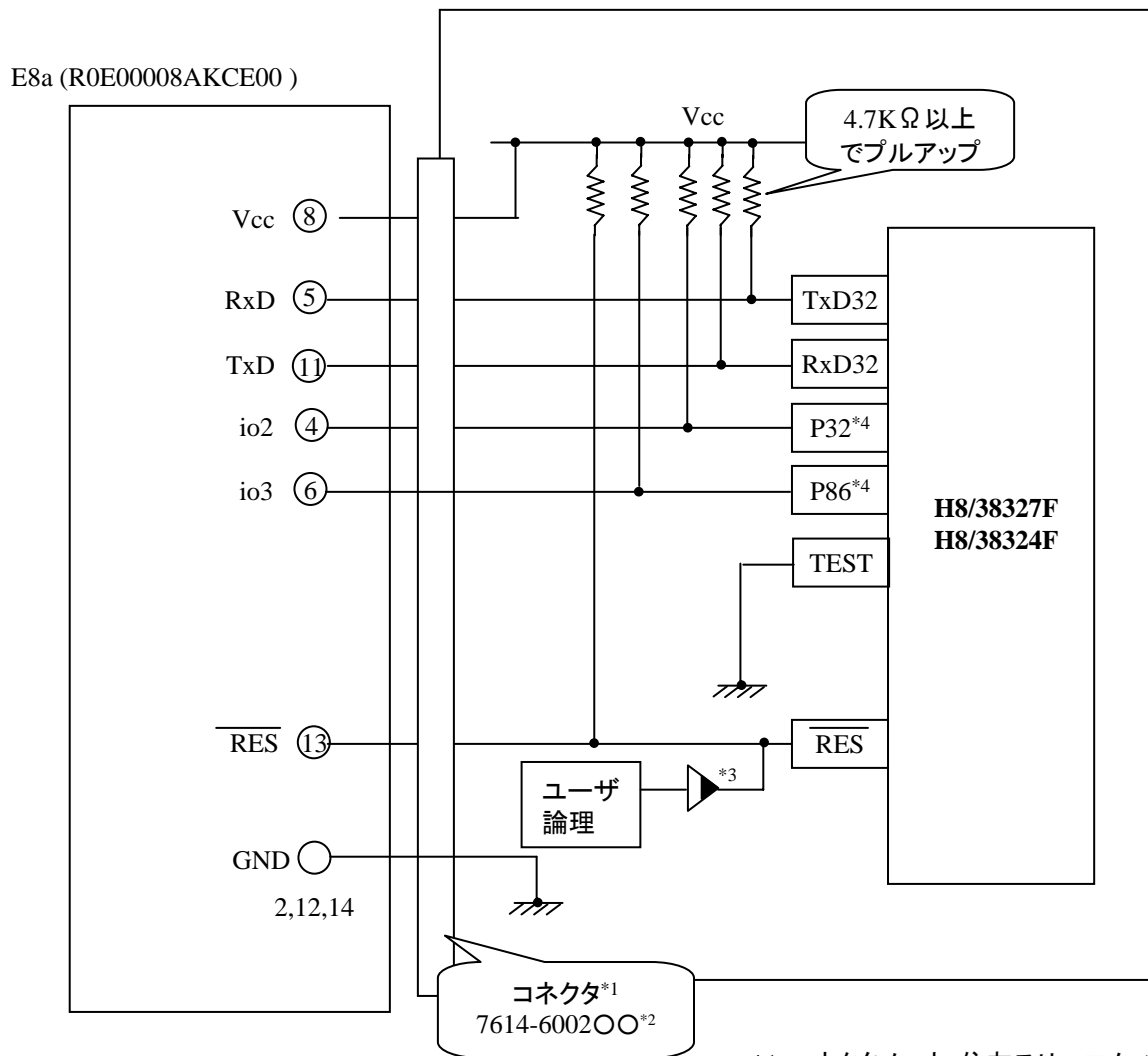 E8a (R0E00008AKCE00 )
Vcc
4.7KΩ以上
でプルアップ
Vcc ⑧
RxD ⑤
TxD32
TxD ⑪
RxD32
io2 ④
P32*4
io3 ⑥
P86*4
H8/38327F
H8/38324F
TEST
RES ⑬
RES
*3
ユーザ
論理
GND ○
2,12,14
コネクタ*1
7614-6002○○*2